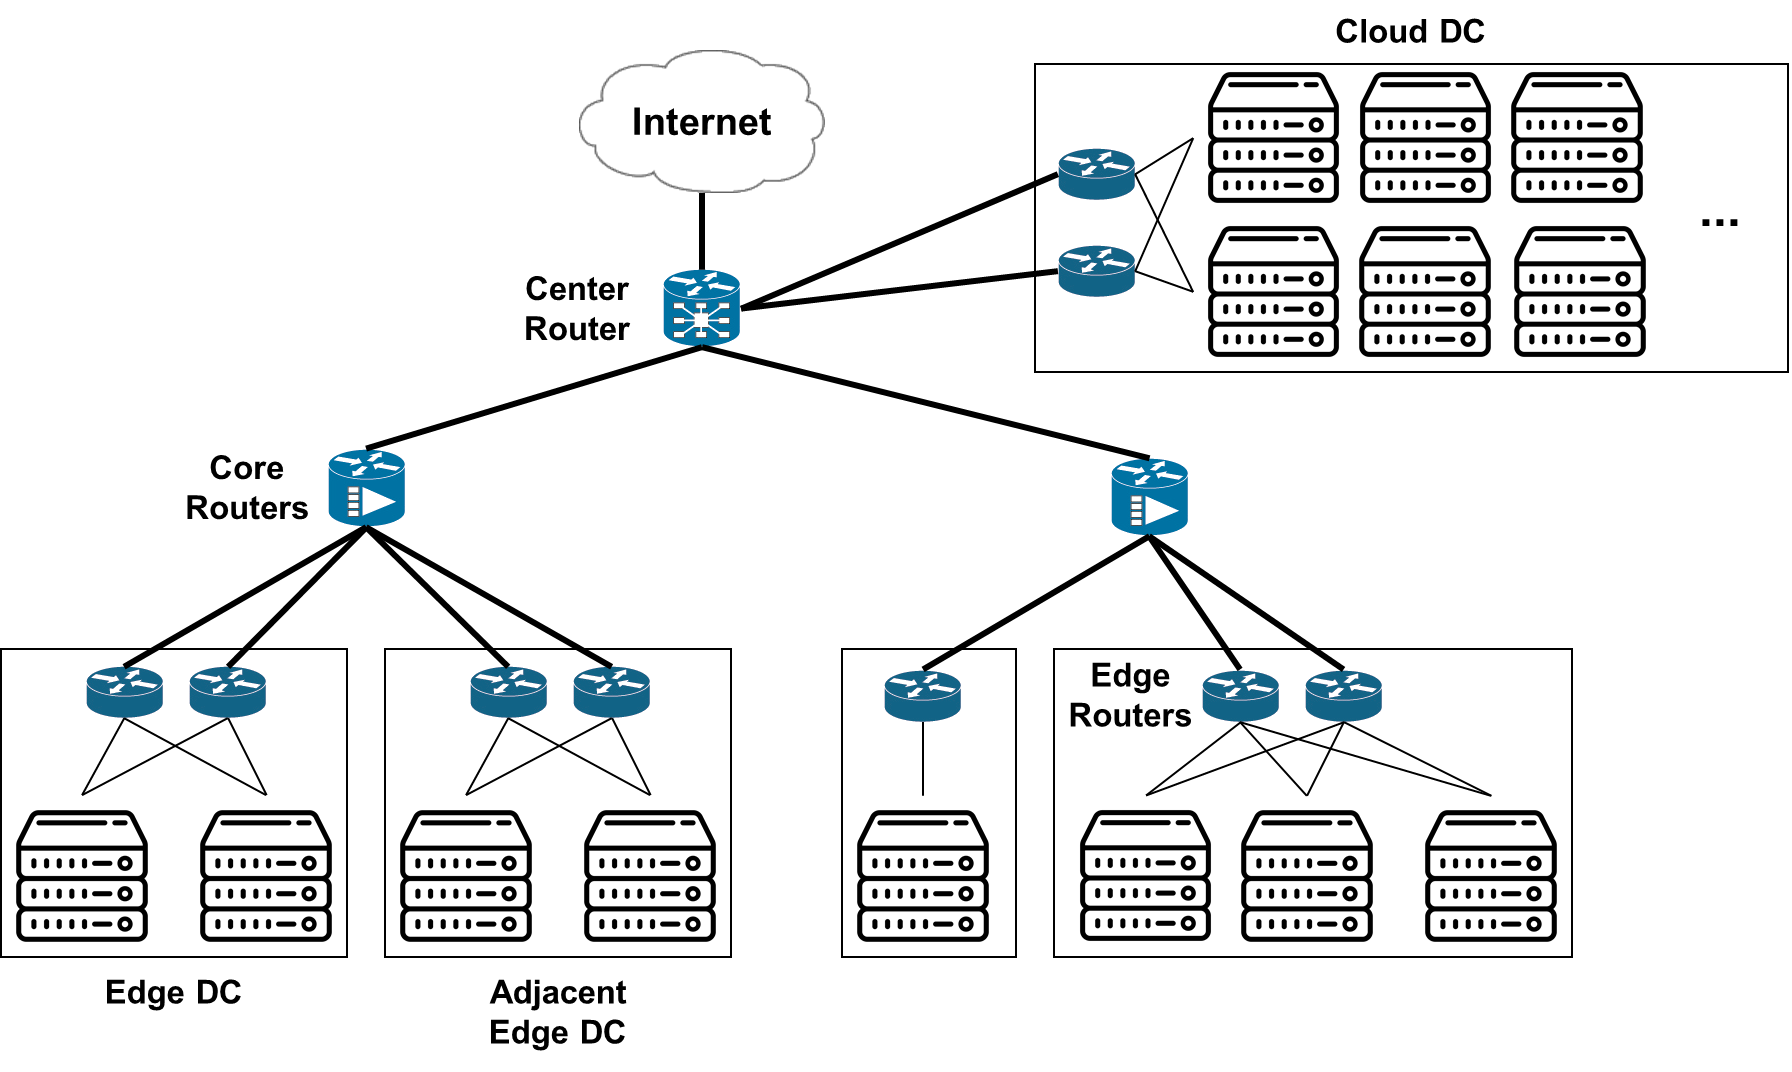 Cloud DC
Internet
...
Center
Router
Core
Routers
Edge
Routers
Edge DC
Adjacent
Edge DC